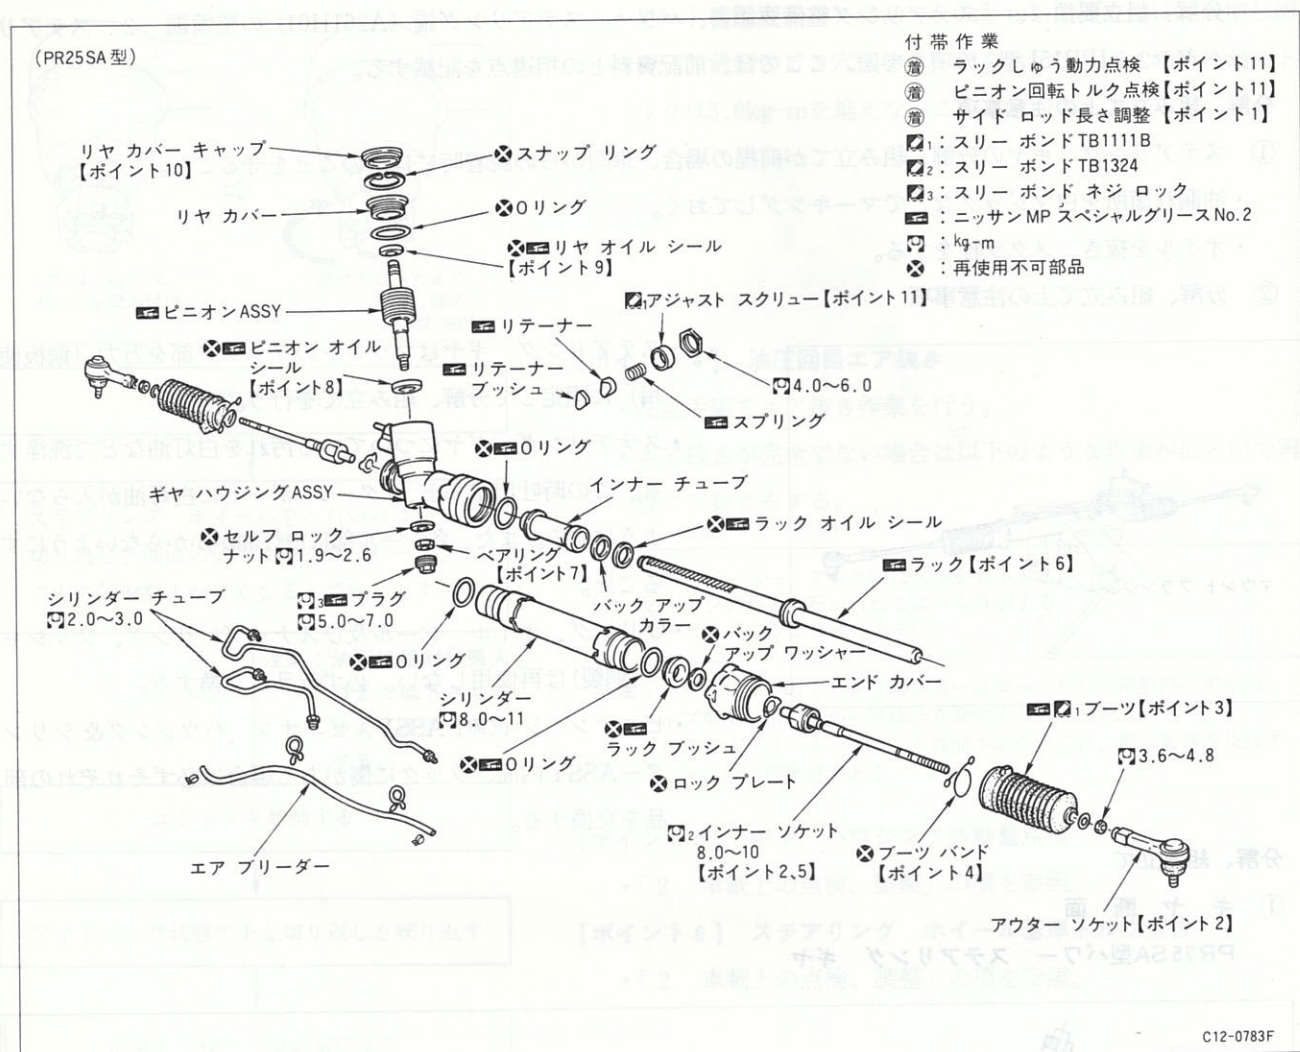 (PR25SA型)
付帯作業
着 ラックしゅう動力点検 【ポイント11】
着 ピニオン回転トルク点検【ポイント11】
着 サイド ロッド長さ調整 【ポイント1】
1：スリー ボンドTB1111B
2：スリー ボンドTB1324
3：スリー ボンド ネジ ロック
：ニッサンMP スペシャルグリースNo.2
：kg-m
：再使用不可部品
リヤ カバー キャップ
【ポイント10】
スナップ リング
リヤ カバー
Oリング
リヤ オイル シール
【ポイント9】
ピニオンASSY
アジャスト スクリュー【ポイント11】
リテーナー
ピニオン オイル
シール
【ポイント8】
リテーナー
ブッシュ
4.0〜6.0
スプリング
Oリング
インナー チューブ
ギヤ ハウジングASSY
ラック オイル シール
セルフ ロック
ナット 1.9〜2.6
ベアリング
【ポイント7】
ラック【ポイント6】
シリンダー チューブ
2.0〜3.0
3 プラグ
5.0〜7.0
バック アップ
カラー
バック
アップ ワッシャー
Oリング
エンド カバー
シリンダー
8.0〜11
1ブーツ【ポイント3】
ラック ブッシュ
3.6〜4.8
Oリング
ロック プレート
2インナー ソケット
8.0〜10
【ポイント2､5】
ブーツ バンド
【ポイント4】
エア ブリーダー
アウター ソケット【ポイント2】
C12-0783F